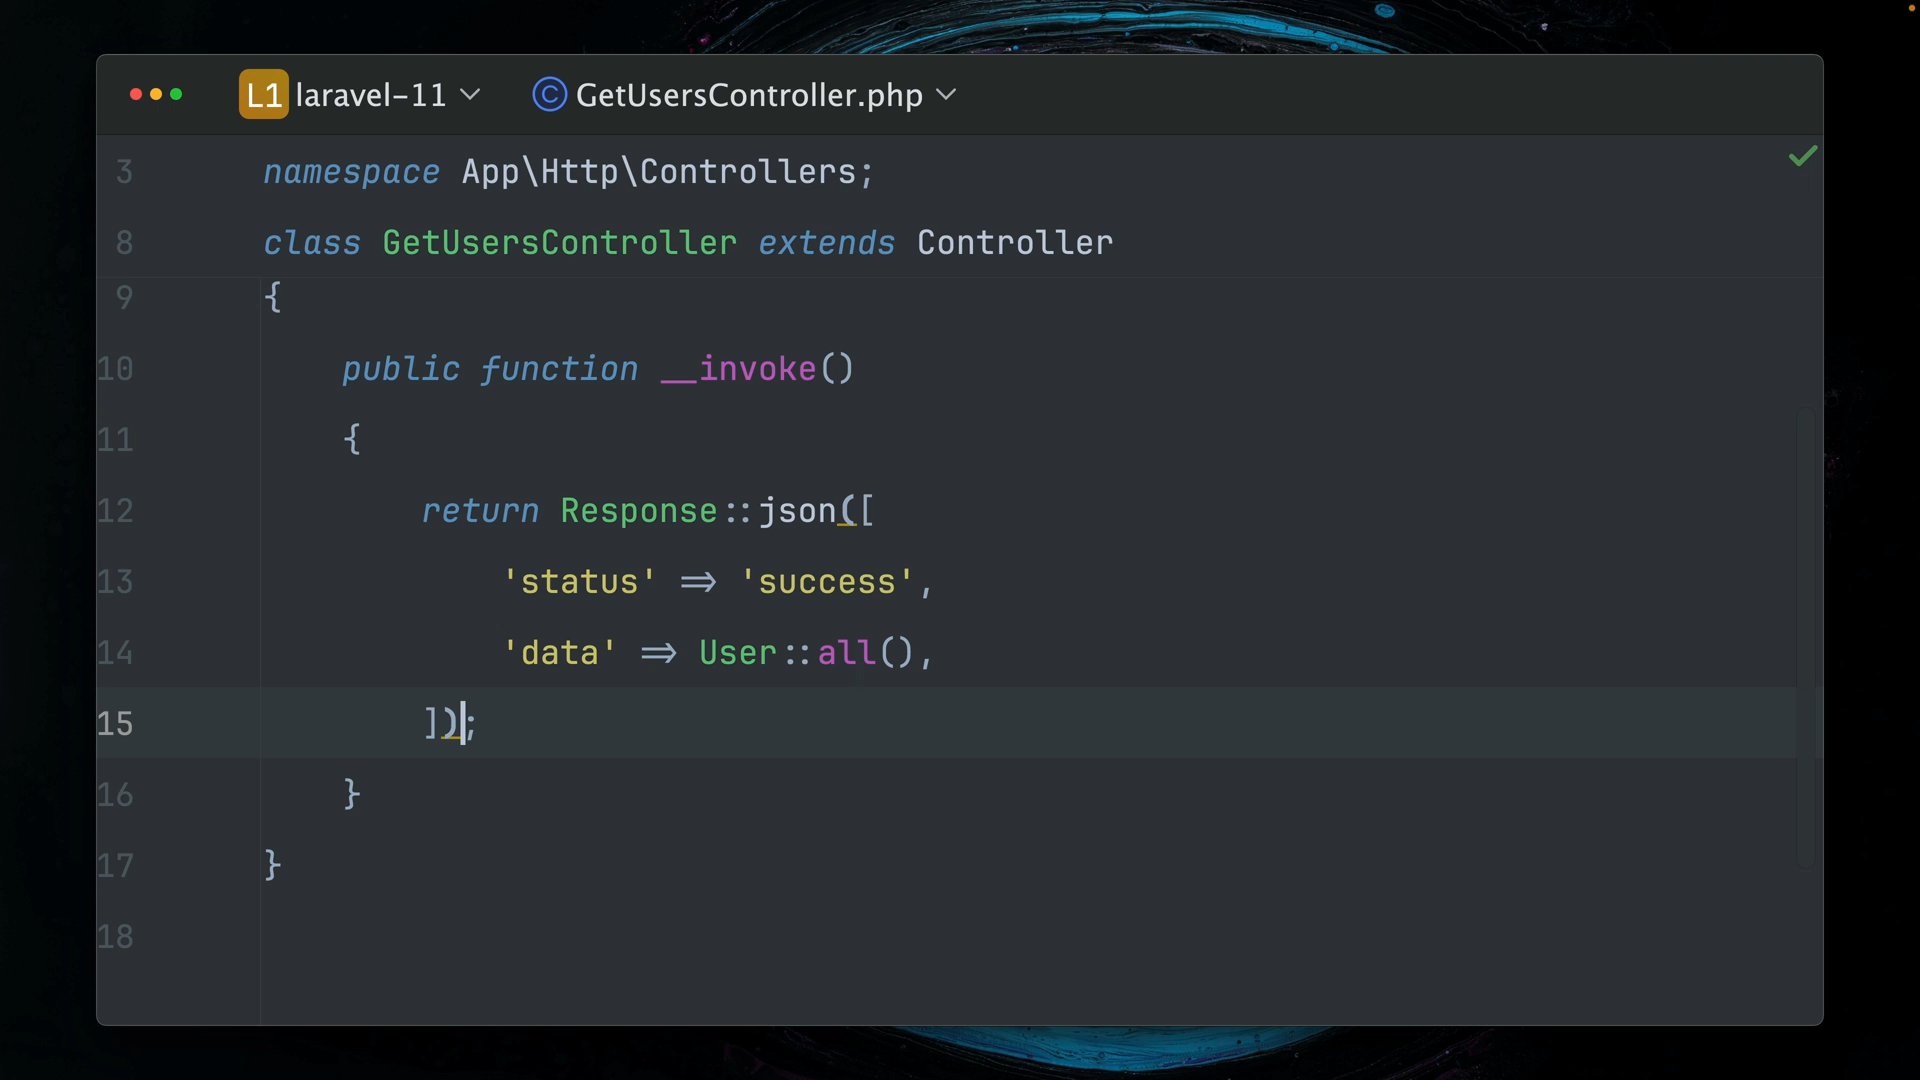 L1 laravel-11 © GetUsersController.php
3 namespace App\Http\Controllers;
8 class GetUsersController extends Controller
9 {
10 public function __invoke()
11 {
12 return Response::json([
13 'status' => 'success',
14 'data' => User::all(),
15 ]);
16 }
17 }
18